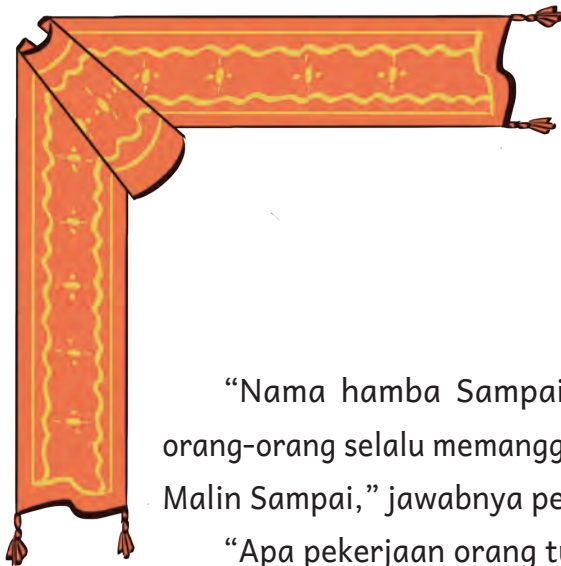 “Nama hamba Sampai
orang-orang selalu memangg
Malin Sampai,” jawabnya pe
“Apa pekerjaan orang tu